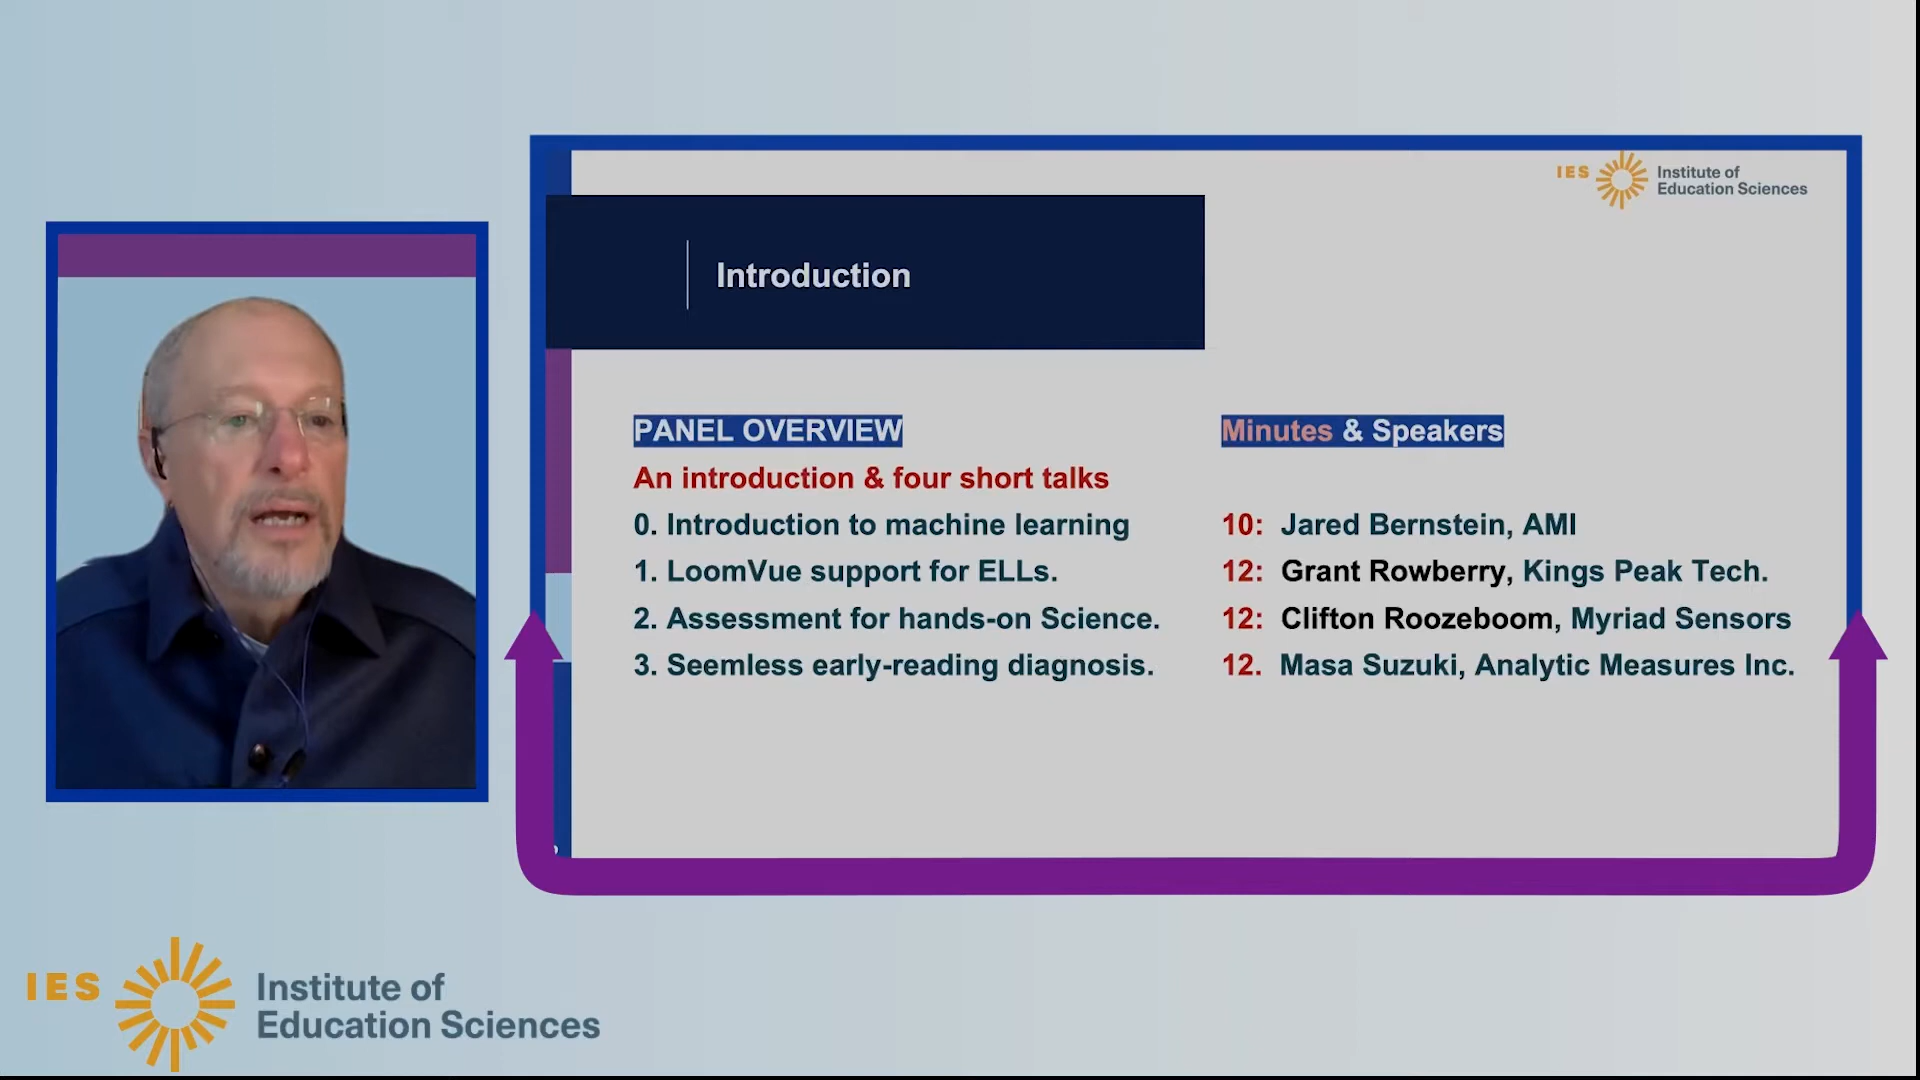 IES Institute of
Education Sciences
Introduction
PANEL OVERVIEW
An introduction & four short talks
0. Introduction to machine learning
1. LoomVue support for ELLs.
2. Assessment for hands-on Science.
3. Seemless early-reading diagnosis.
Minutes & Speakers
10: Jared Bernstein, AMI
12: Grant Rowberry, Kings Peak Tech.
12: Clifton Roozeboom, Myriad Sensors
12. Masa Suzuki, Analytic Measures Inc.
IES Institute of
Education Sciences